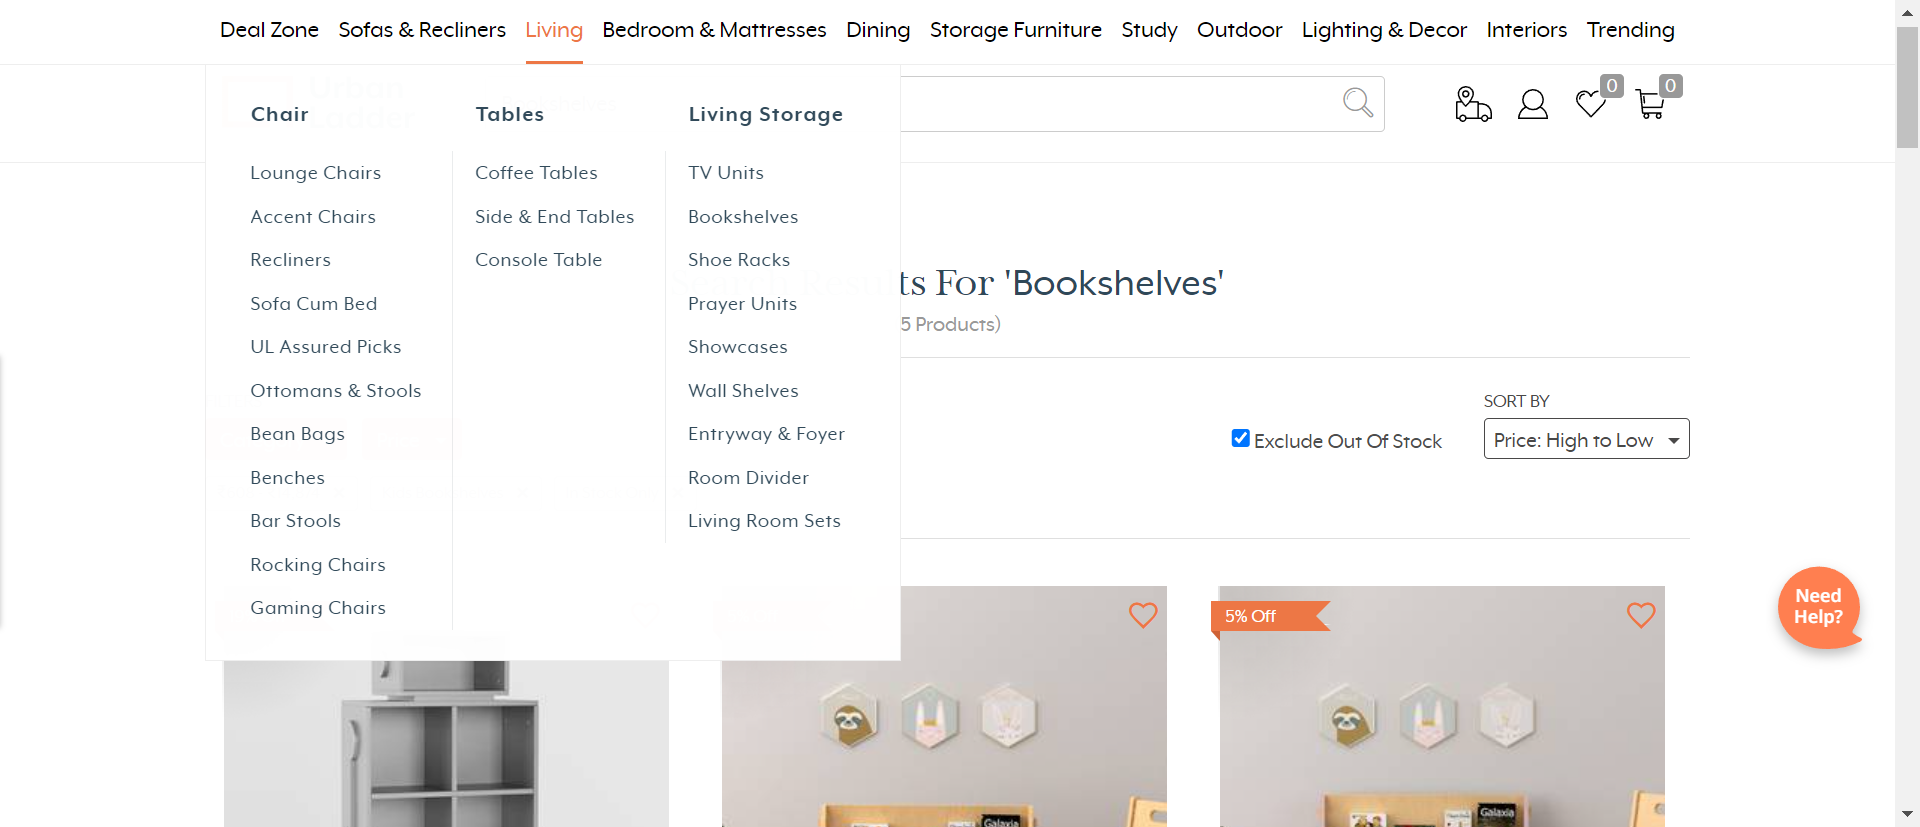 Deal Zone Sofas & Recliners Living Bedroom & Mattresses Dining Storage Furniture Study Outdoor Lighting & Decor Interiors Trending
0 0
Chair Tables Living Storage
Lounge Chairs Coffee Tables TV Units
Accent Chairs Side & End Tables Bookshelves
Recliners Console Table Shoe Racks
ts For 'Bookshelves'
Sofa Cum Bed Prayer Units
5 Products)
UL Assured Picks Showcases
Ottomans & Stools Wall Shelves
SORT BY
Bean Bags Entryway & Foyer
Exclude Out Of Stock Price: High to Low
Benches Room Divider
Bar Stools Living Room Sets
Rocking Chairs
Gaming Chairs
5% Off
Need
Help?
Galaxia
Galaxia